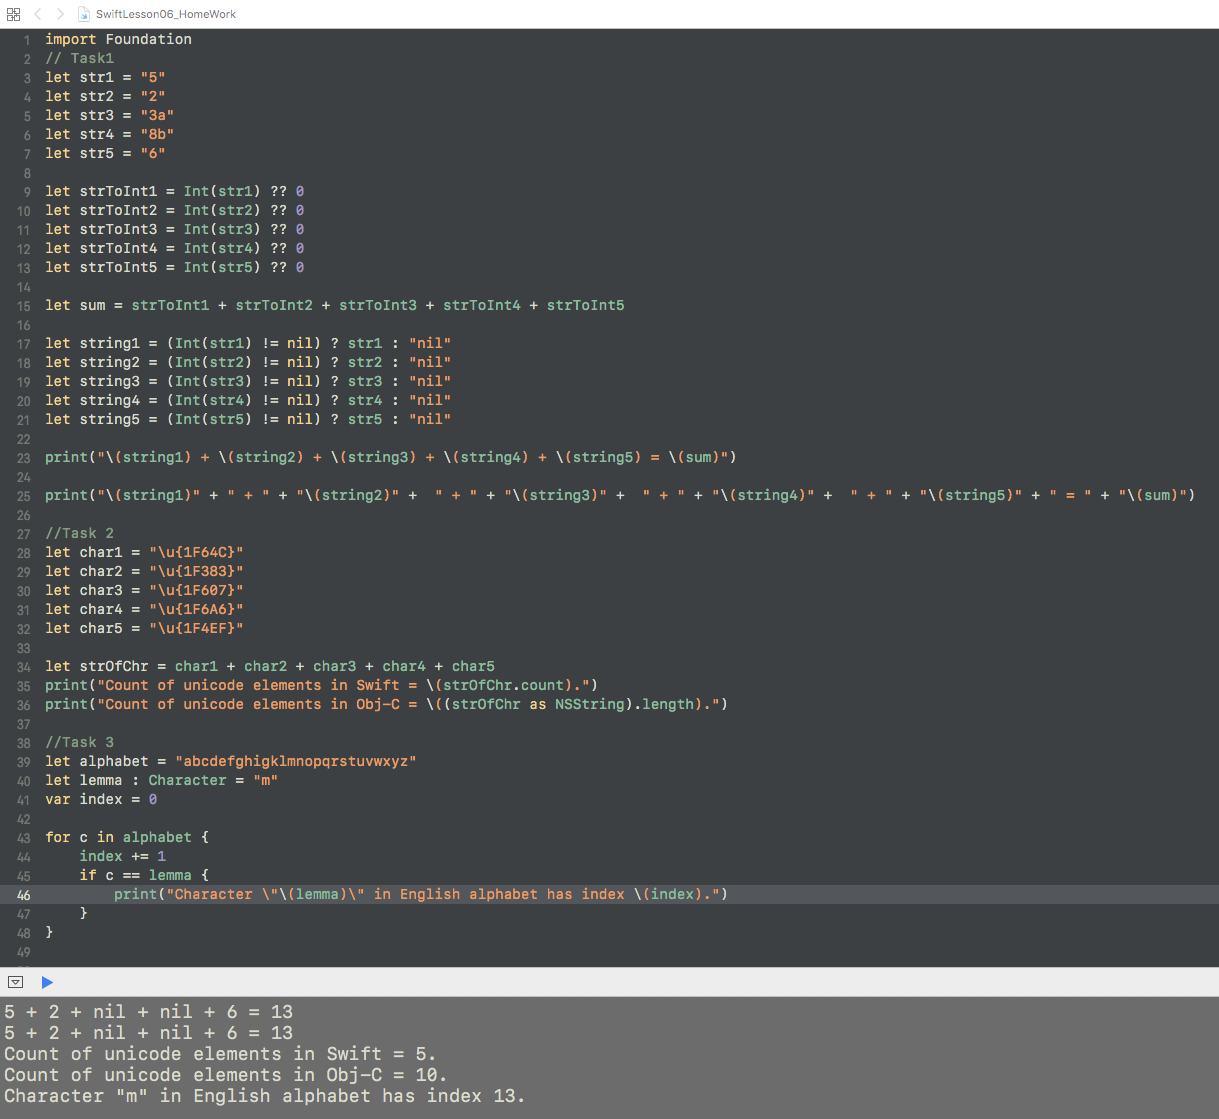 SwiftLesson06_HomeWork
1 import Foundation
2 // Task1
3 let str1 = "5"
4 let str2 = "2"
5 let str3 = "3a"
6 let str4 = "8b"
7 let str5 = "6"
8
9 let strToInt1 = Int(str1) ?? 0
10 let strToInt2 = Int(str2) ?? 0
11 let strToInt3 = Int(str3) ?? 0
12 let strToInt4 = Int(str4) ?? 0
13 let strToInt5 = Int(str5) ?? 0
14
15 let sum = strToInt1 + strToInt2 + strToInt3 + strToInt4 + strToInt5
16
17 let string1 = (Int(str1) != nil) ? str1 : "nil"
18 let string2 = (Int(str2) != nil) ? str2 : "nil"
19 let string3 = (Int(str3) != nil) ? str3 : "nil"
20 let string4 = (Int(str4) != nil) ? str4 : "nil"
21 let string5 = (Int(str5) != nil) ? str5 : "nil"
22
23 print("\(string1) + \(string2) + \(string3) + \(string4) + \(string5) = \(sum)")
24
25 print("\(string1)" + " + " + "\(string2)" +  " + " + "\(string3)" +  " + " + "\(string4)" +  " + " + "\(string5)" + " = " + "\(sum)")
26
27 //Task 2
28 let char1 = "\u{1F64C}"
29 let char2 = "\u{1F383}"
30 let char3 = "\u{1F607}"
31 let char4 = "\u{1F6A6}"
32 let char5 = "\u{1F4EF}"
33
34 let strOfChr = char1 + char2 + char3 + char4 + char5
35 print("Count of unicode elements in Swift = \(strOfChr.count).")
36 print("Count of unicode elements in Obj-C = \((strOfChr as NSString).length).")
37
38 //Task 3
39 let alphabet = "abcdefghigklmnopqrstuvwxyz"
40 let lemma : Character = "m"
41 var index = 0
42
43 for c in alphabet {
44     index += 1
45     if c == lemma {
46         print("Character \"\(lemma)\" in English alphabet has index \(index).")
47     }
48 }
49
5 + 2 + nil + nil + 6 = 13
5 + 2 + nil + nil + 6 = 13
Count of unicode elements in Swift = 5.
Count of unicode elements in Obj-C = 10.
Character "m" in English alphabet has index 13.